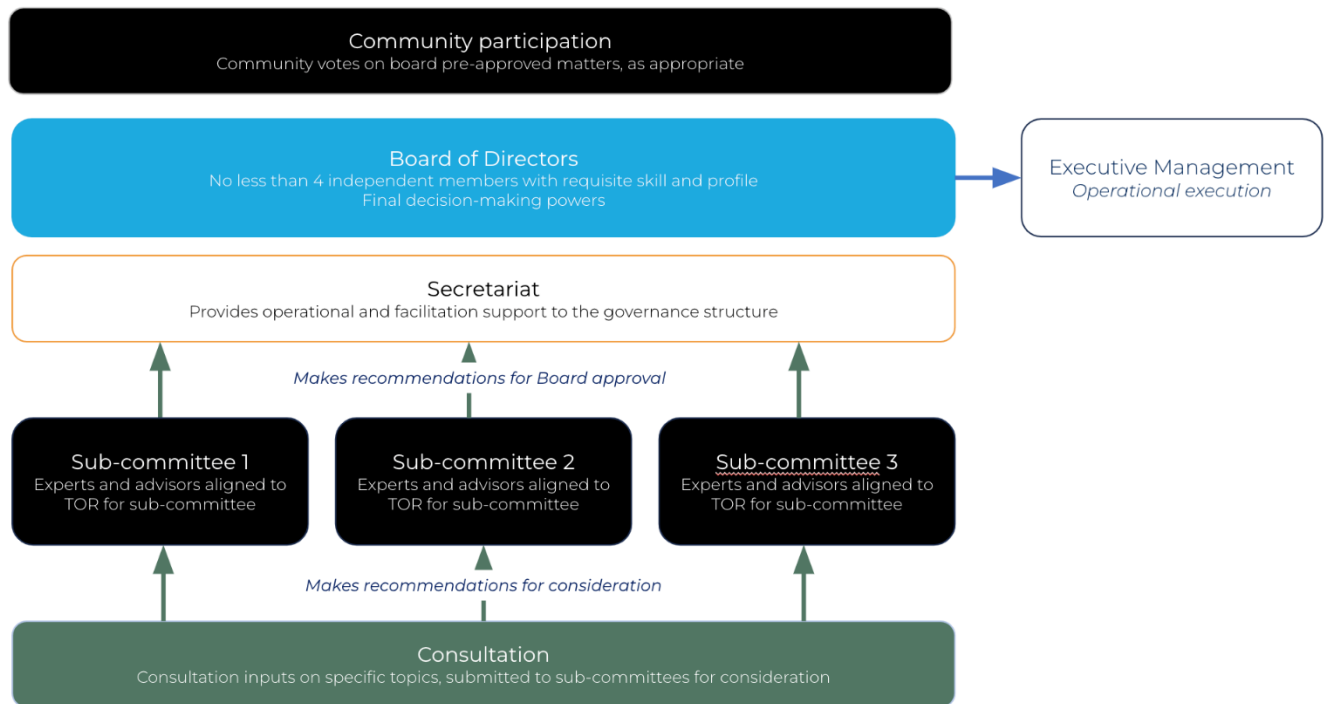 Community participation
Community votes on board pre-approved matters, as appropriate
Board of Directors
No less than 4 independent members with requisite skill and profile
Final decision-making powers
Executive Management
Operational execution
Secretariat
Provides operational and facilitation support to the governance structure
Makes recommendations for Board approval
Sub-committee 1
Experts and advisors aligned to
TOR for sub-committee
Sub-committee 2
Experts and advisors aligned to
TOR for sub-committee
Sub-committee 3
Experts and advisors aligned to
TOR for sub-committee
Makes recommendations for consideration
Consultation
Consultation inputs on specific topics, submitted to sub-committees for consideration